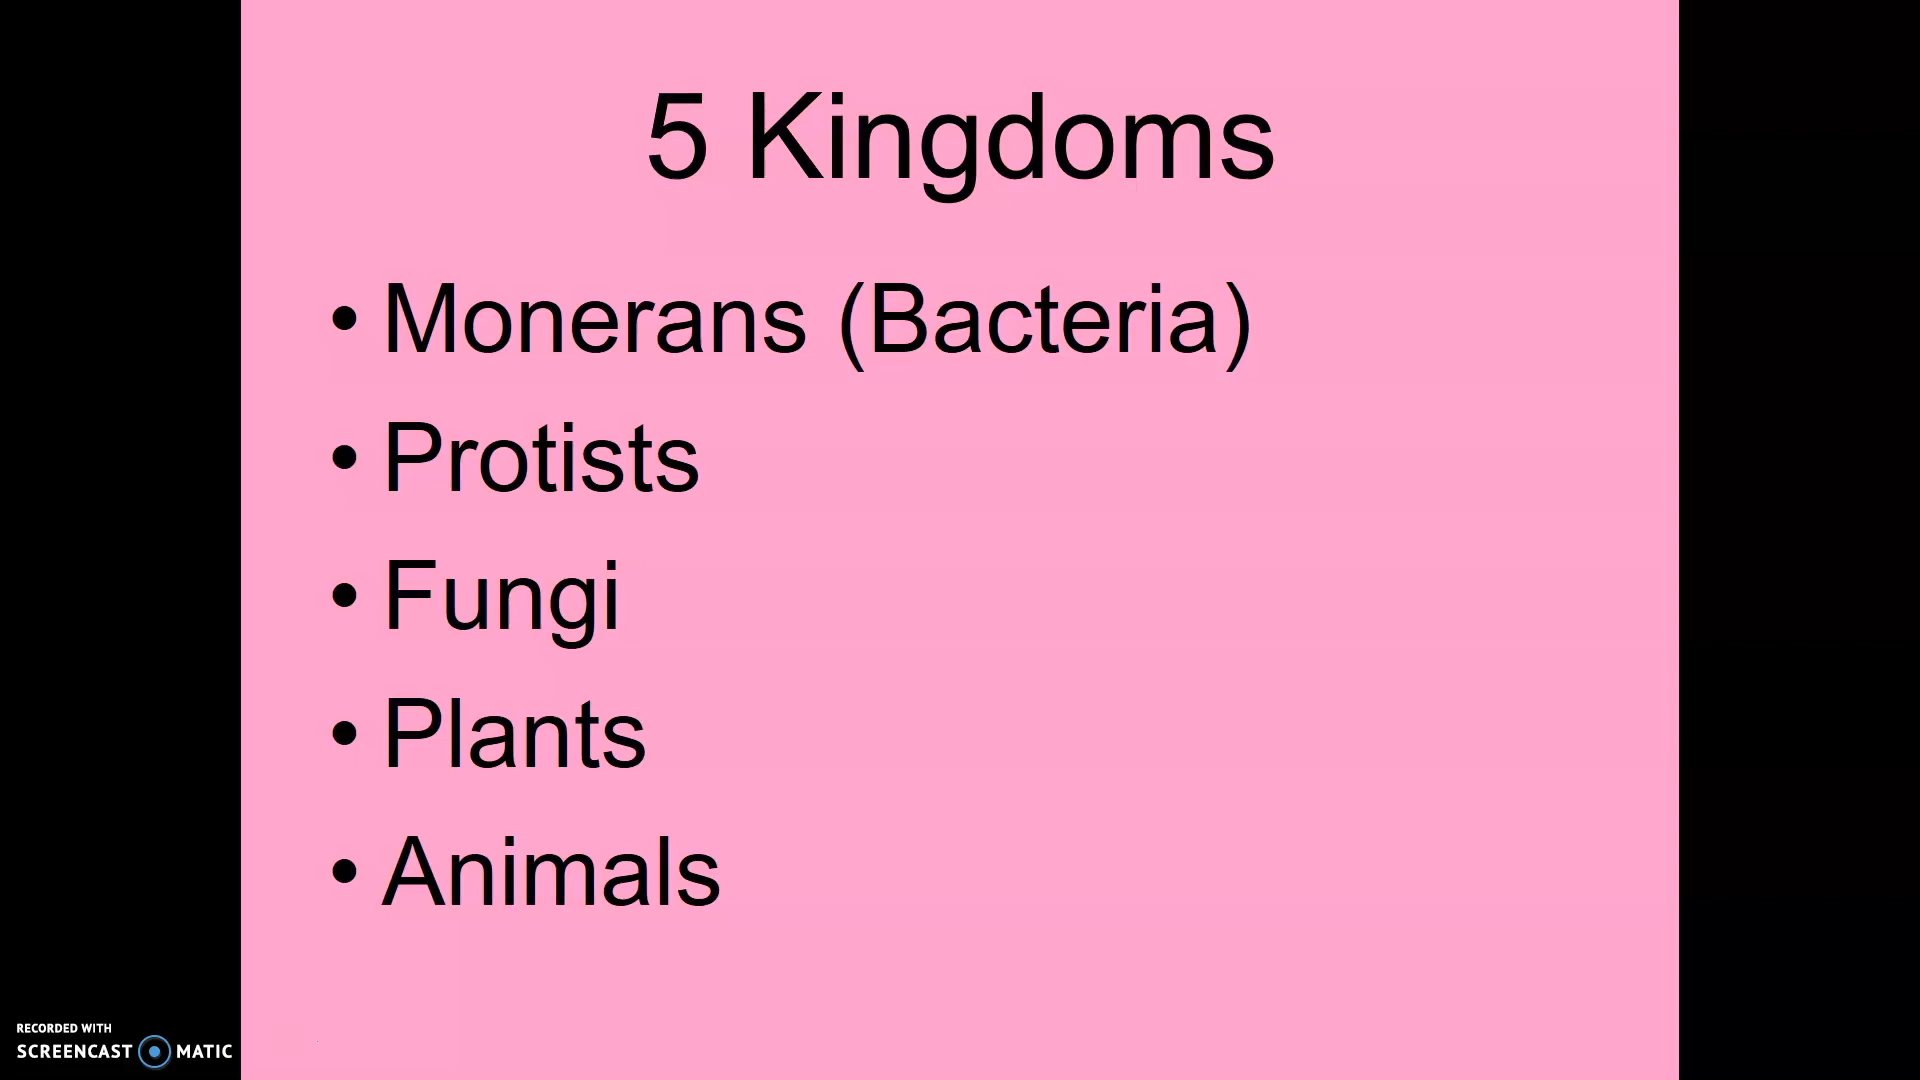 5 Kingdoms
• Monerans (Bacteria)
• Protists
• Fungi
• Plants
• Animals
RECORDED WITH
SCREENCAST MATIC